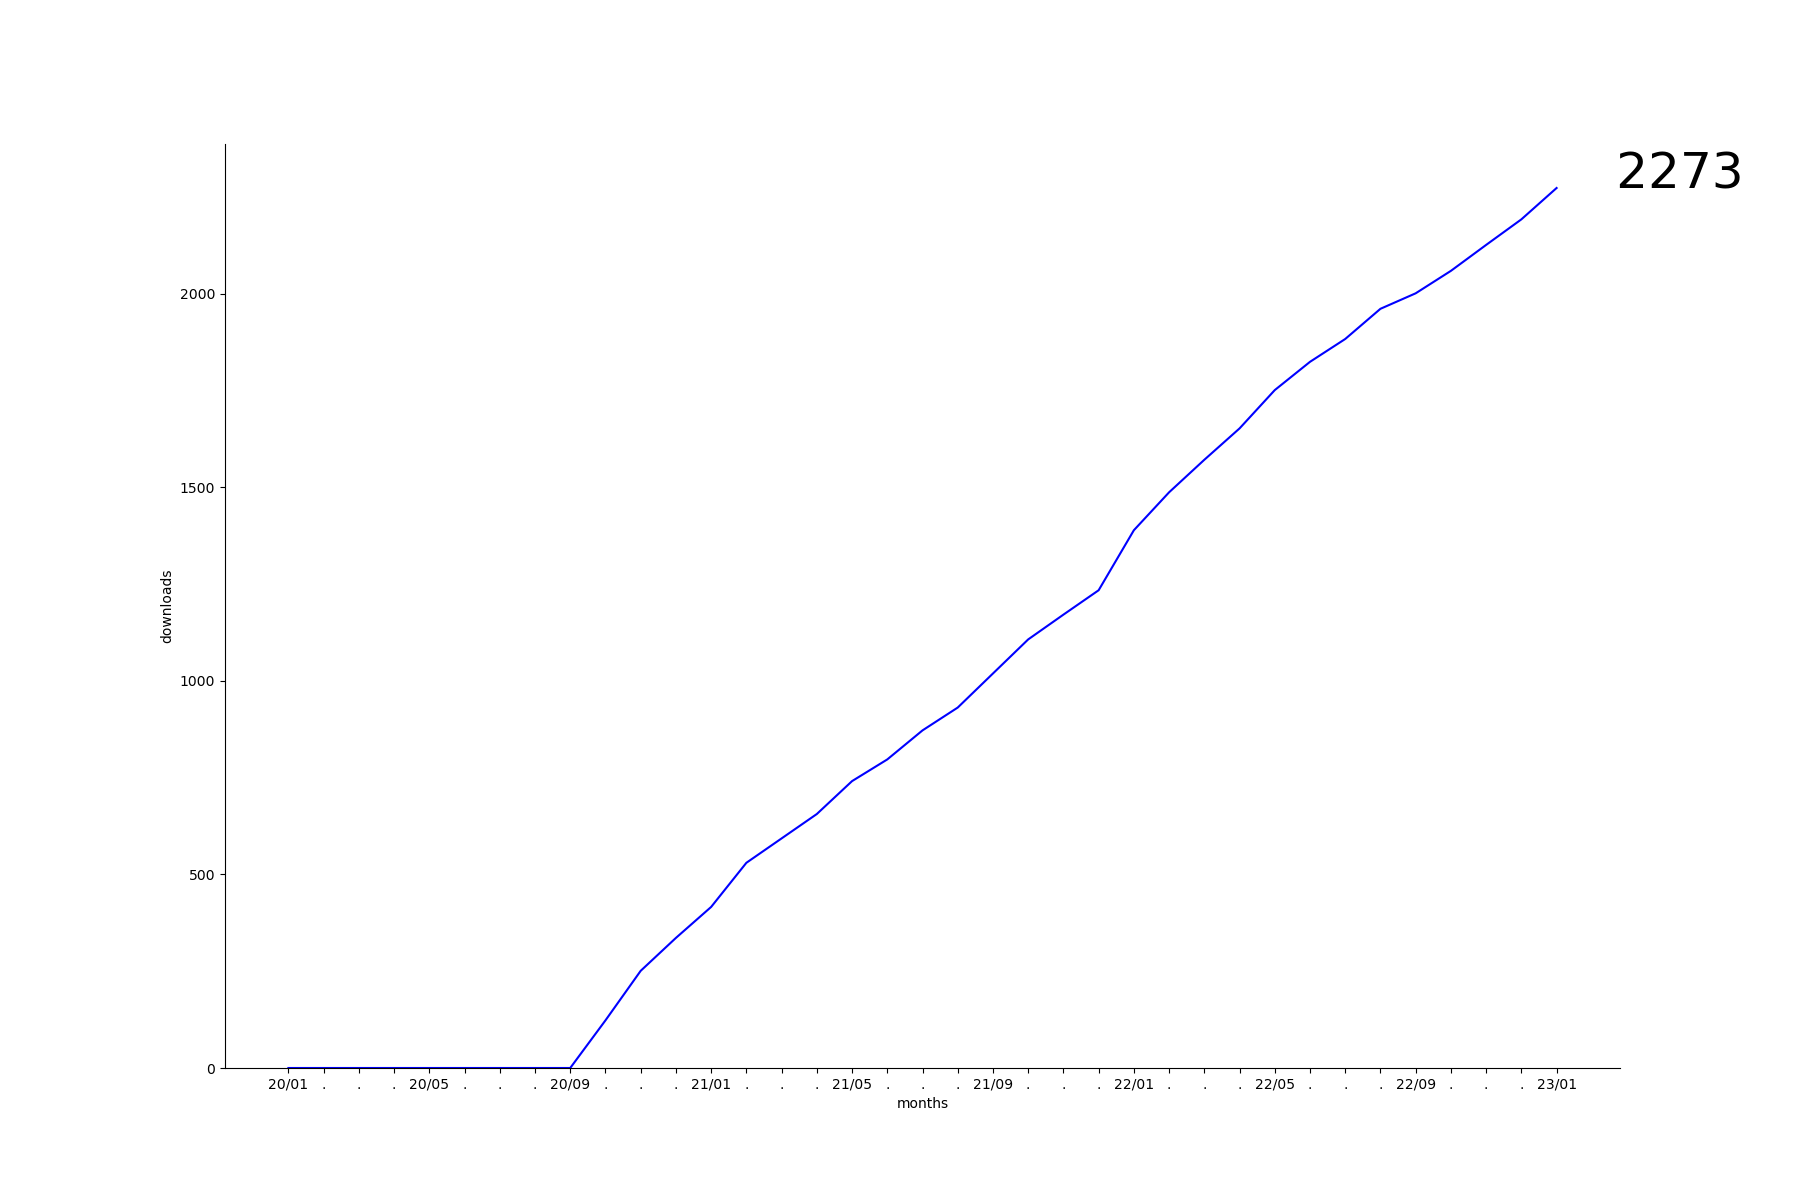 2273
2000
1500
1000
500
0
downloads
20/01 . . . 20/05 . . . 20/09 . . . 21/01 . . . 21/05 . . . 21/09 . . . 22/01 . . . 22/05 . . . 22/09 . . . 23/01
months